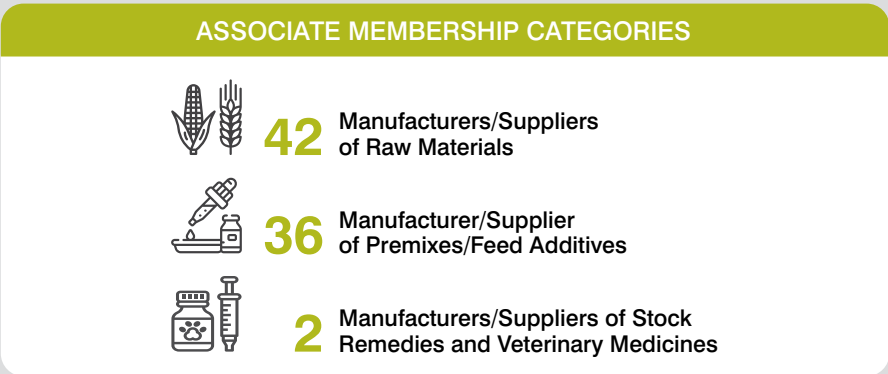 ASSOCIATE MEMBERSHIP CATEGORIES
42
Manufacturers/Suppliers
of Raw Materials
36
Manufacturer/Supplier
of Premixes/Feed Additives
2
Manufacturers/Suppliers of Stock
Remedies and Veterinary Medicines